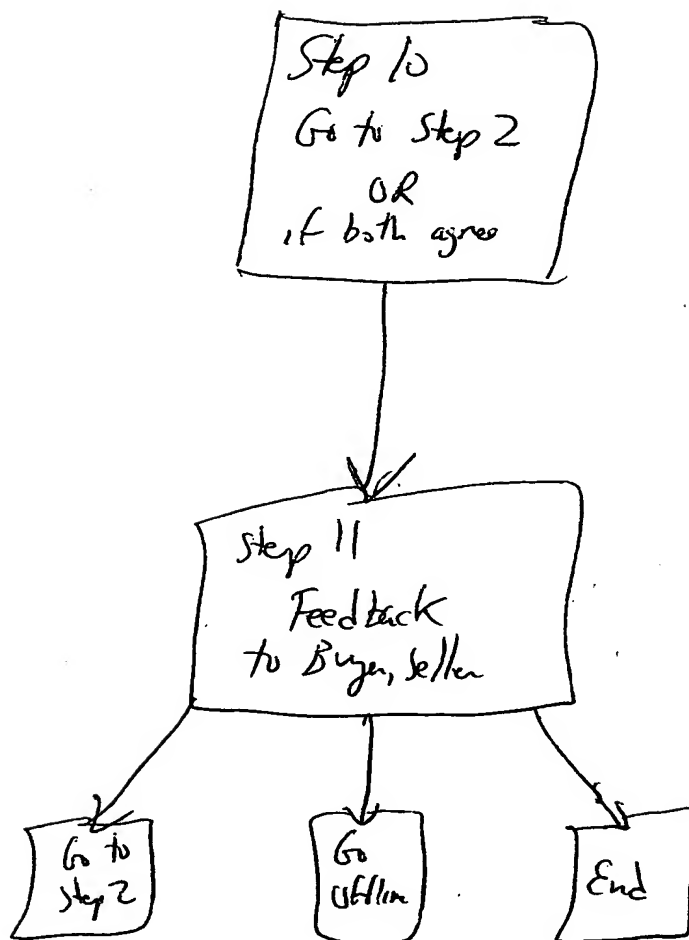 Step 10
Go to Step 2
OR
if both agree
Step 11
Feedback
to Buyer, Seller
Go to
Step 2
Go
Offline
End